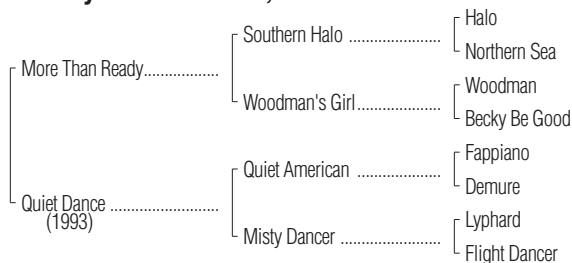 Halo
Southern Halo ....................
Northern Sea
More Than Ready.................
Woodman
Woodman's Girl...................
Becky Be Good
Fappiano
Quiet American ..................
Demure
Quiet Dance .........................
(1993)
Lyphard
Misty Dancer .......................
Flight Dancer